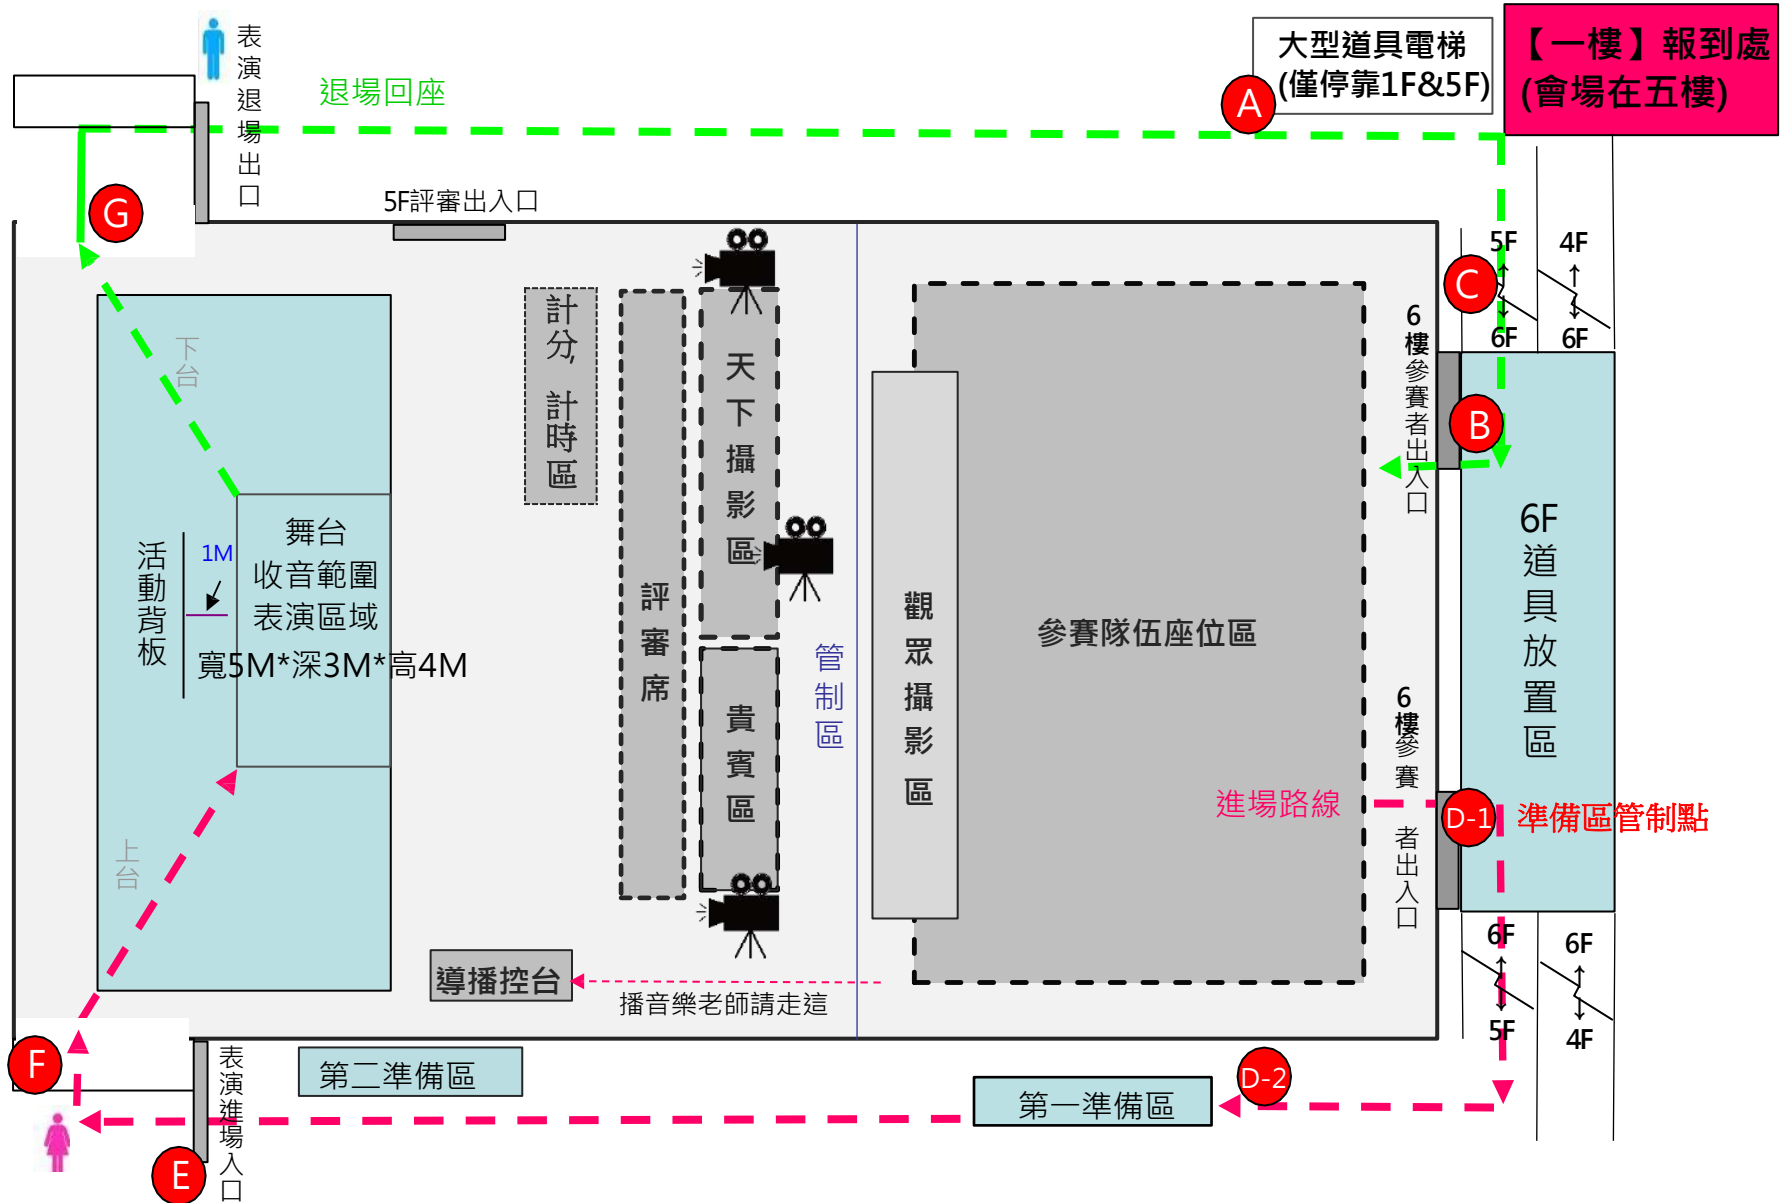 表演退場出口
退場回座
大型道具電梯
(僅停靠1F&5F)
【一樓】報到處
(會場在五樓)
A
G
5F評審出入口
5F
4F
6F
6F
C
計分,計時區
天下攝影區
6樓參賽者出入口
B
下台
舞台
收音範圍
表演區域
寬5M*深3M*高4M
1M
活動背板
評審席
貴賓區
管制區
觀眾攝影區
參賽隊伍座位區
6F
道具放置區
6樓參賽者出入口
進場路線
D-1
準備區管制點
上台
導播控台
播音樂老師請走這
6F
6F
5F
4F
F
表演進場入口
第二準備區
第一準備區
D-2
E